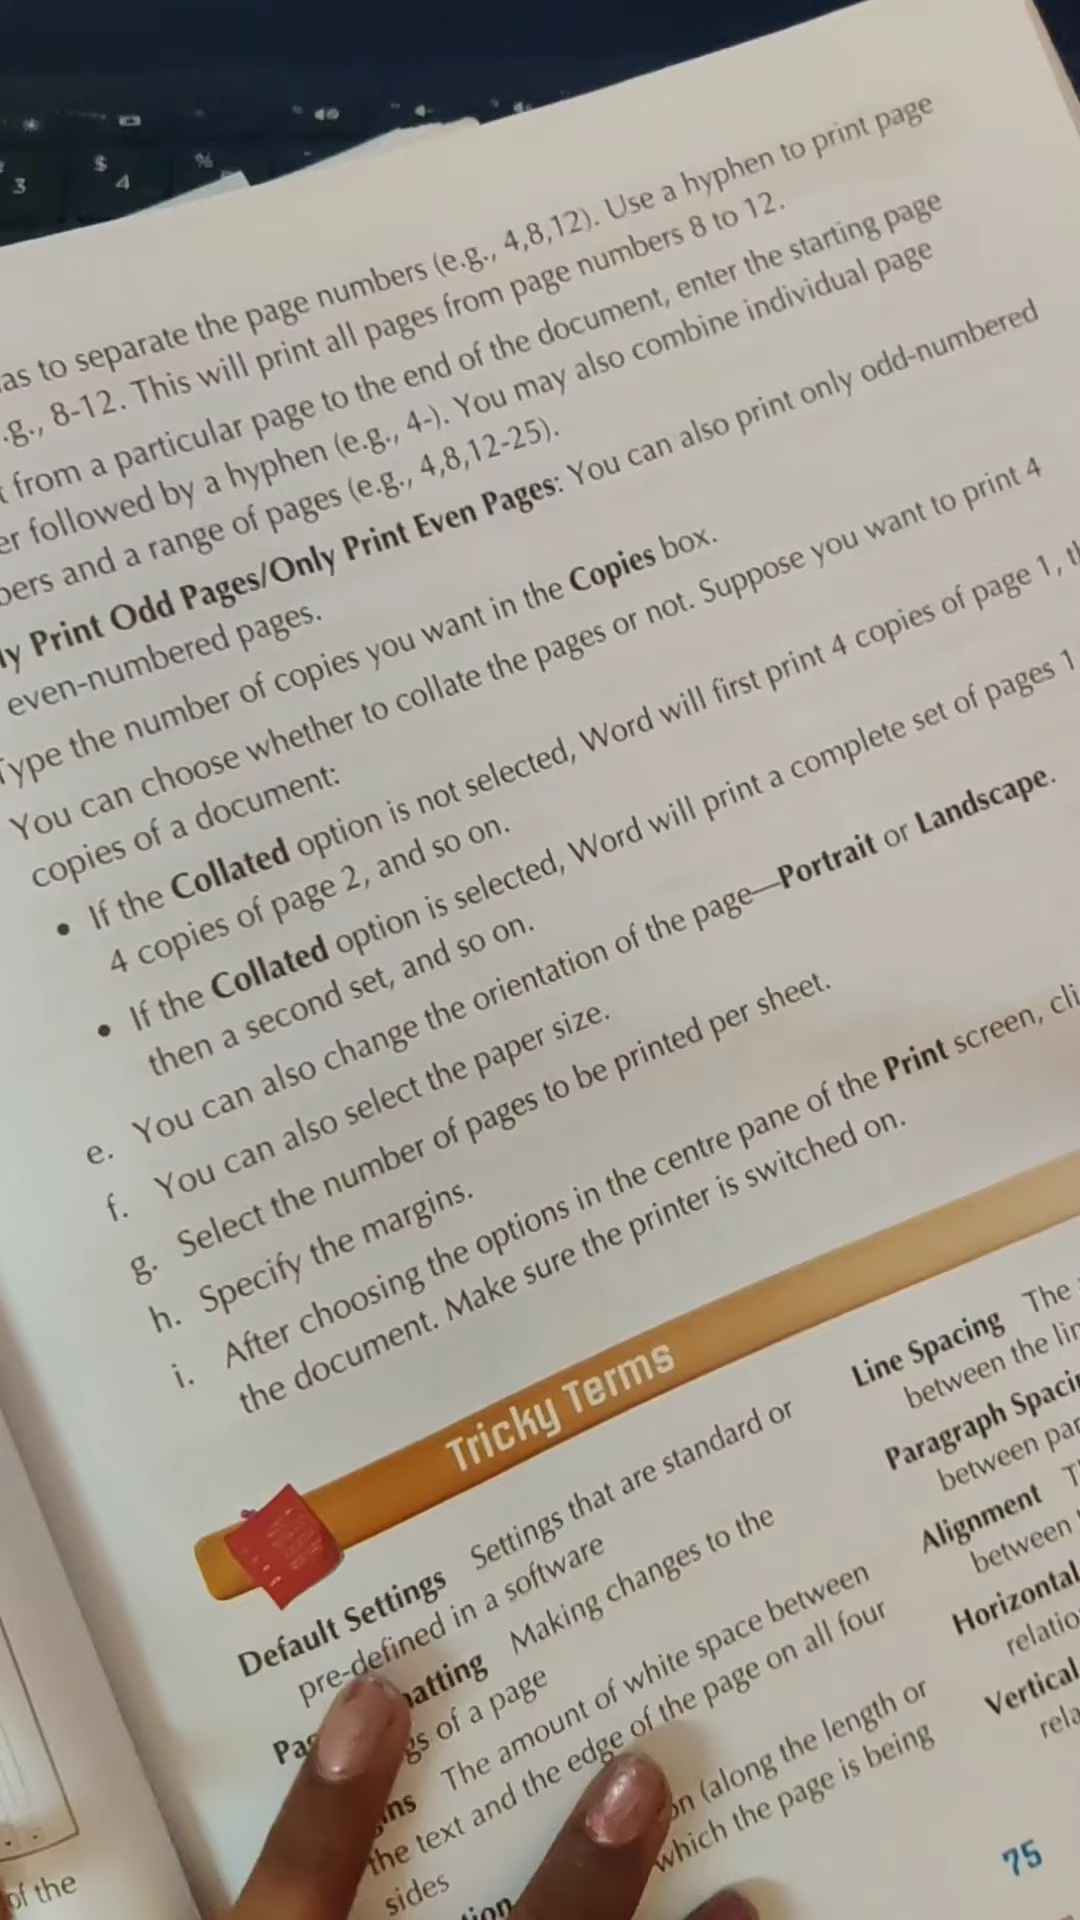 as to separate the page numbers (e.g., 4,8,12). Use a hyphen to print page
.g., 8-12. This will print all pages from page numbers 8 to 12.
from a particular page to the end of the document, enter the starting page
er followed by a hyphen (e.g., 4-). You may also combine individual page
bers and a range of pages (e.g., 4,8,12-25).
ly Print Odd Pages/Only Print Even Pages: You can also print only odd-numbered
even-numbered pages.
Type the number of copies you want in the Copies box.
You can choose whether to collate the pages or not. Suppose you want to print 4
copies of a document:
• If the Collated option is not selected, Word will first print 4 copies of page 1, th
4 copies of page 2, and so on.
• If the Collated option is selected, Word will print a complete set of pages 1
then a second set, and so on.
e. You can also change the orientation of the page—Portrait or Landscape.
f. You can also select the paper size.
g. Select the number of pages to be printed per sheet.
h. Specify the margins.
i. After choosing the options in the centre pane of the Print screen, cli
the document. Make sure the printer is switched on.
Tricky Terms
Default Settings Settings that are standard or
pre-defined in a software
Pag atting Making changes to the
gs of a page
ins The amount of white space between
the text and the edge of the page on all four
sides
tion on (along the length or
which the page is being
Line Spacing The
between the lin
Paragraph Spacin
between par
Alignment Th
between
Horizontal
relatio
Vertical
rela
75
of the
3
$
4
%